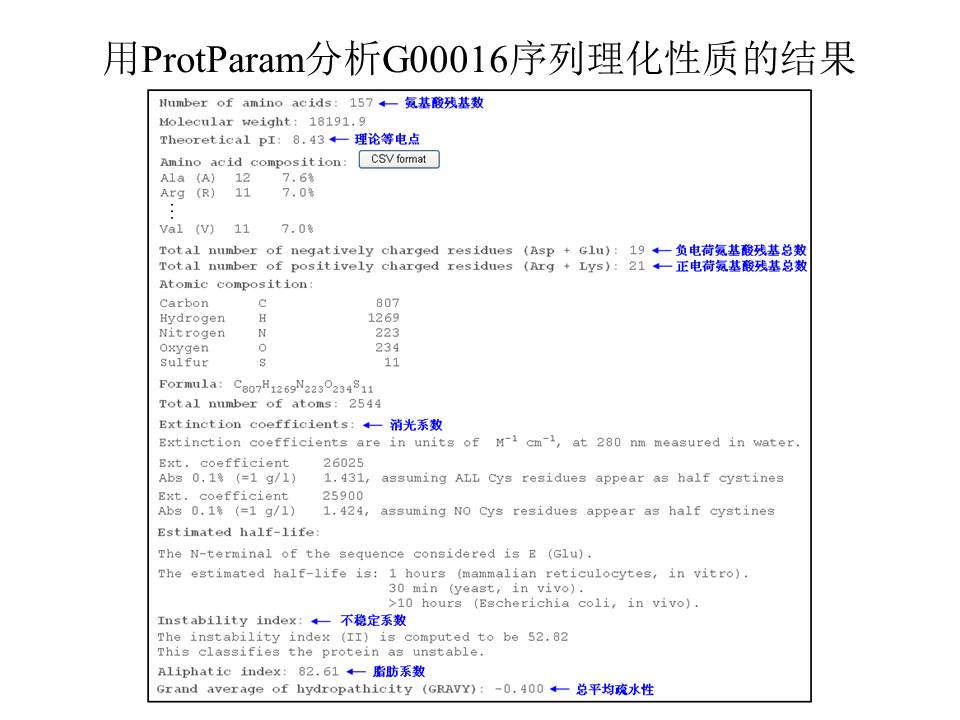 用ProtParam分析G00016序列理化性质的结果
Number of amino acids: 157 ← 氨基酸残基数
Molecular weight: 18191.9
Theoretical pI: 8.43 ← 理论等电点
Amino acid composition: CSV format
Ala (A) 12 7.6%
Arg (R) 11 7.0%
⋮
Val (V) 11 7.0%
Total number of negatively charged residues (Asp + Glu): 19 ← 负电荷氨基酸残基总数
Total number of positively charged residues (Arg + Lys): 21 ← 正电荷氨基酸残基总数
Atomic composition:
Carbon C 807
Hydrogen H 1269
Nitrogen N 223
Oxygen O 234
Sulfur S 11
Formula: C₈₀₇H₁₂₆₉N₂₂₃O₂₃₄S₁₁
Total number of atoms: 2544
Extinction coefficients: ← 消光系数
Extinction coefficients are in units of M⁻¹ cm⁻¹, at 280 nm measured in water.
Ext. coefficient 26025
Abs 0.1% (=1 g/l) 1.431, assuming ALL Cys residues appear as half cystines
Ext. coefficient 25900
Abs 0.1% (=1 g/l) 1.424, assuming NO Cys residues appear as half cystines
Estimated half-life:
The N-terminal of the sequence considered is E (Glu).
The estimated half-life is: 1 hours (mammalian reticulocytes, in vitro).
30 min (yeast, in vivo).
>10 hours (Escherichia coli, in vivo).
Instability index: ← 不稳定系数
The instability index (II) is computed to be 52.82
This classifies the protein as unstable.
Aliphatic index: 82.61 ← 脂肪系数
Grand average of hydropathicity (GRAVY): -0.400 ← 总平均疏水性